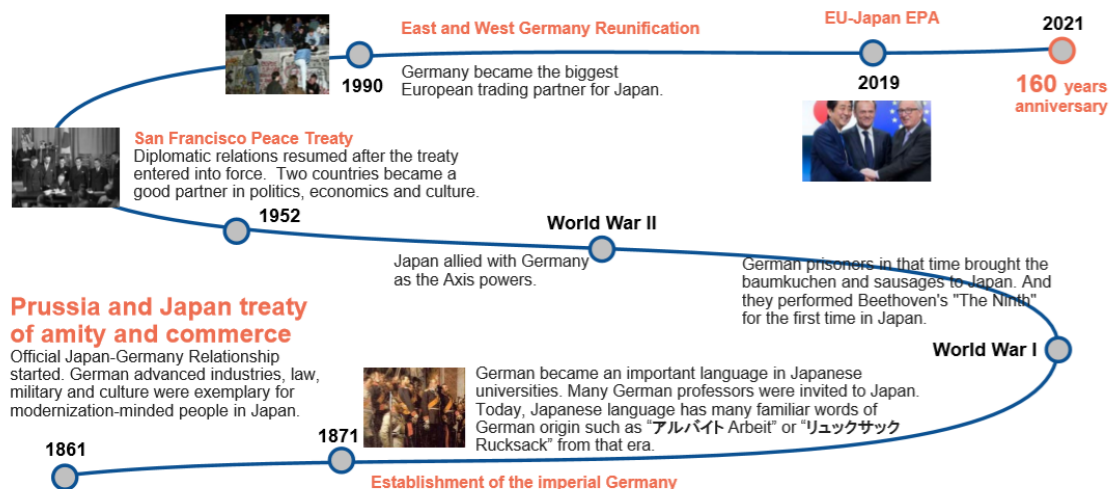 East and West Germany Reunification
EU-Japan EPA
2021
1990
Germany became the biggest
European trading partner for Japan.
2019
160 years
anniversary
San Francisco Peace Treaty
Diplomatic relations resumed after the treaty
entered into force. Two countries became a
good partner in politics, economics and culture.
1952
World War II
Japan allied with Germany
as the Axis powers.
German prisoners in that time brought the
baumkuchen and sausages to Japan. And
they performed Beethoven's "The Ninth"
for the first time in Japan.
World War I
Prussia and Japan treaty
of amity and commerce
Official Japan-Germany Relationship
started. German advanced industries, law,
military and culture were exemplary for
modernization-minded people in Japan.
German became an important language in Japanese
universities. Many German professors were invited to Japan.
Today, Japanese language has many familiar words of
German origin such as “アルバイト Arbeit” or “リュックサック
Rucksack” from that era.
1861
1871
Establishment of the imperial Germany